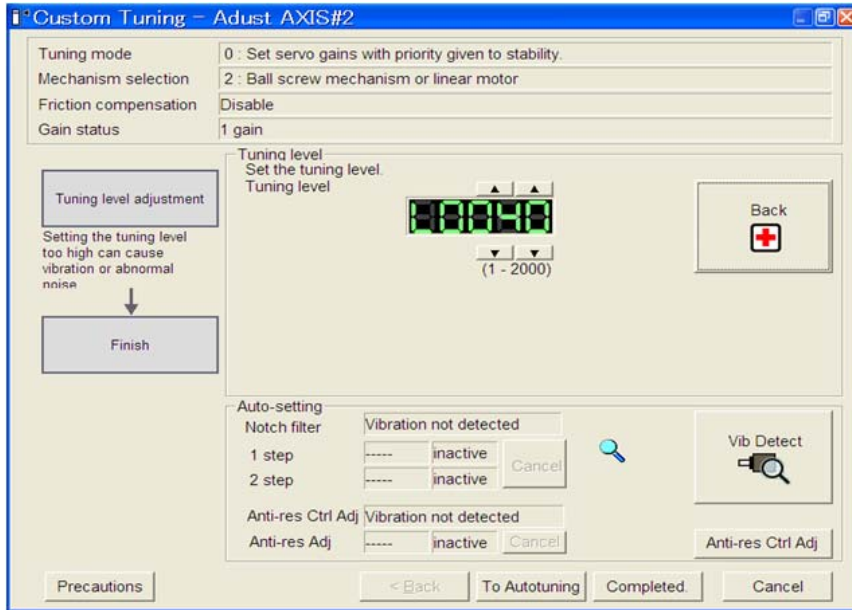 Custom Tuning - Adust AXIS#2
Tuning mode
0 : Set servo gains with priority given to stability.
Mechanism selection
2 : Ball screw mechanism or linear motor
Friction compensation
Disable
Gain status
1 gain
Tuning level adjustment
Setting the tuning level
too high can cause
vibration or abnormal
noise
Finish
Tuning level
Set the tuning level.
Tuning level
(1 - 2000)
Back
Auto-setting
Notch filter
Vibration not detected
1 step
-----
inactive
Cancel
2 step
-----
inactive
Vib Detect
Anti-res Ctrl Adj
Vibration not detected
Anti-res Adj
-----
inactive
Cancel
Anti-res Ctrl Adj
Precautions
< Back
To Autotuning
Completed.
Cancel